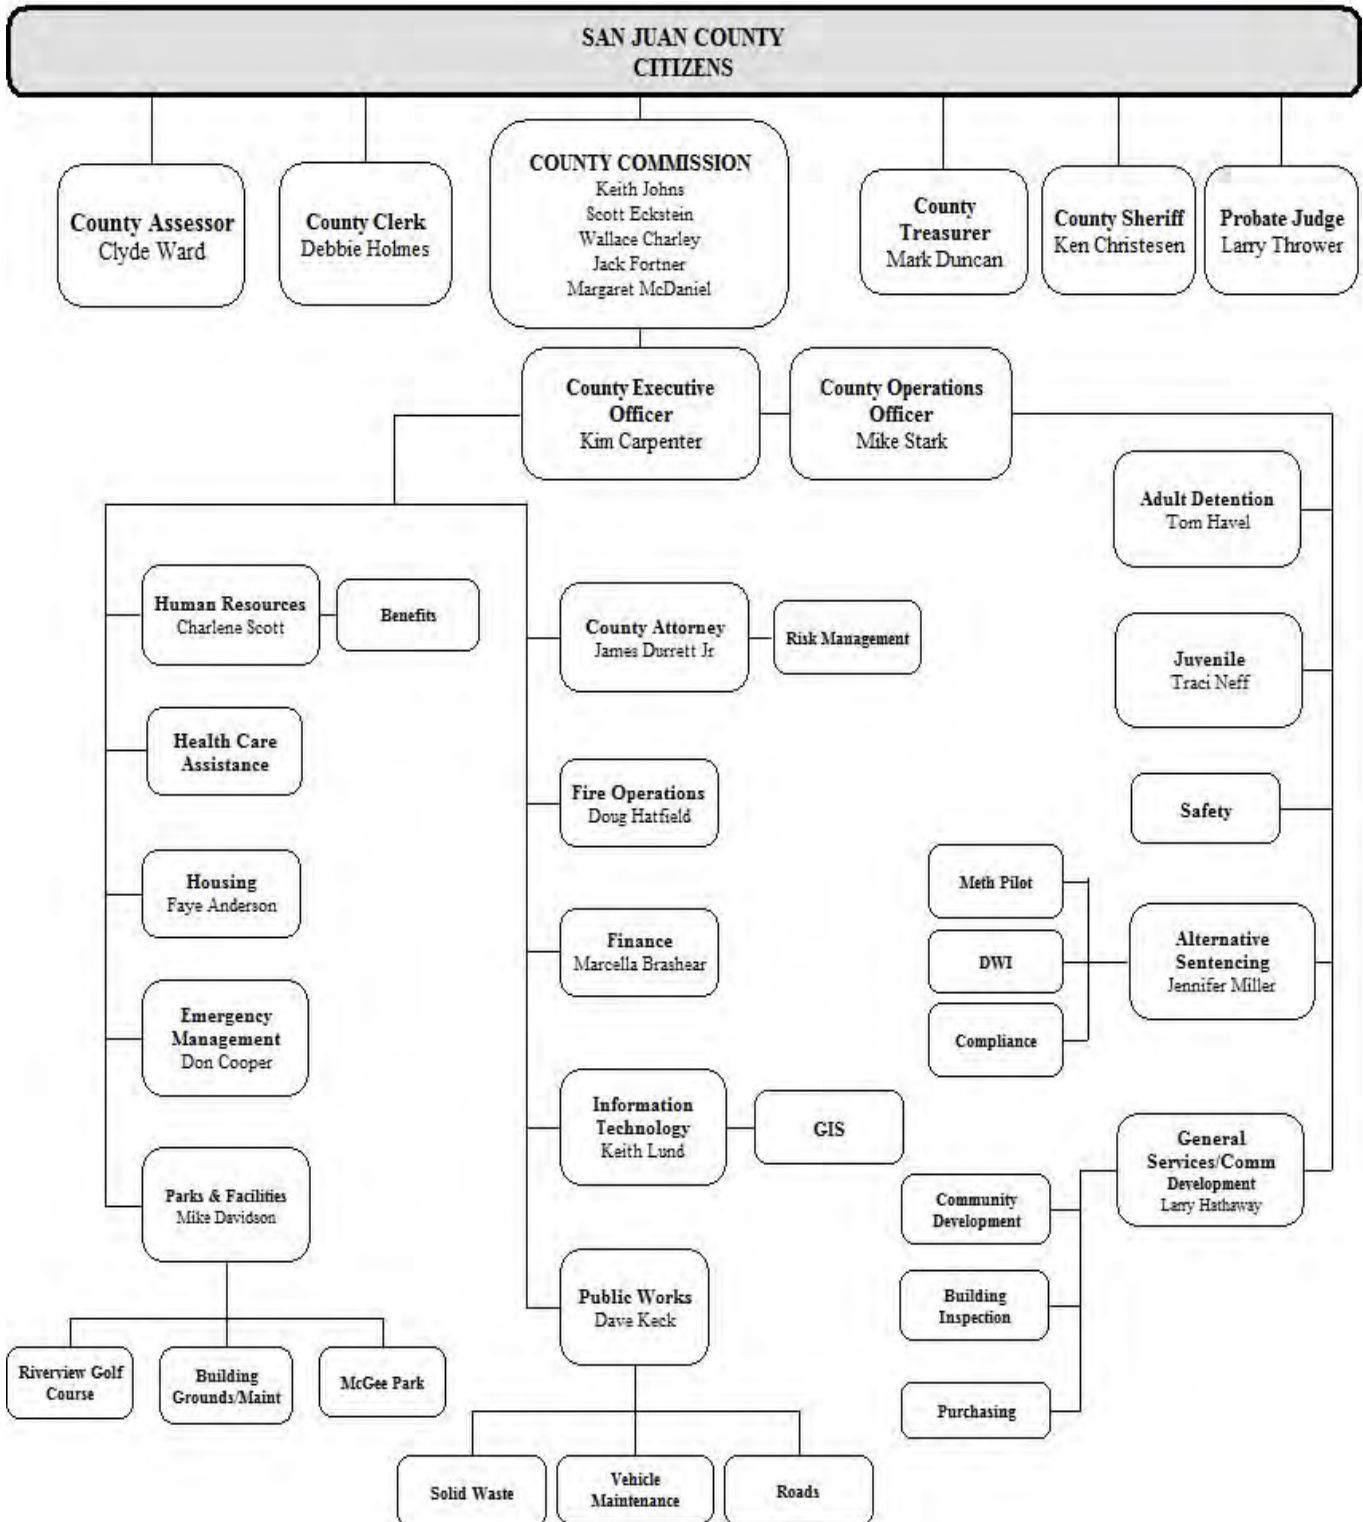 SAN JUAN COUNTY
CITIZENS
County Assessor
Clyde Ward
County Clerk
Debbie Holmes
COUNTY COMMISSION
Keith Johns
Scott Eckstein
Wallace Charley
Jack Fortner
Margaret McDaniel
County
Treasurer
Mark Duncan
County Sheriff
Ken Christesen
Probate Judge
Larry Thrower
County Executive
Officer
Kim Carpenter
County Operations
Officer
Mike Stark
Human Resources
Charlene Scott
Benefits
Health Care
Assistance
Housing
Faye Anderson
Emergency
Management
Don Cooper
Parks & Facilities
Mike Davidson
Riverview Golf
Course
Building
Grounds/Maint
McGee Park
County Attorney
James Durrett Jr
Risk Management
Fire Operations
Doug Hatfield
Finance
Marcella Brashear
Information
Technology
Keith Lund
GIS
Public Works
Dave Keck
Solid Waste
Vehicle
Maintenance
Roads
Adult Detention
Tom Havel
Juvenile
Traci Neff
Safety
Alternative
Sentencing
Jennifer Miller
Meth Pilot
DWI
Compliance
General
Services/Comm
Development
Larry Hathaway
Community
Development
Building
Inspection
Purchasing